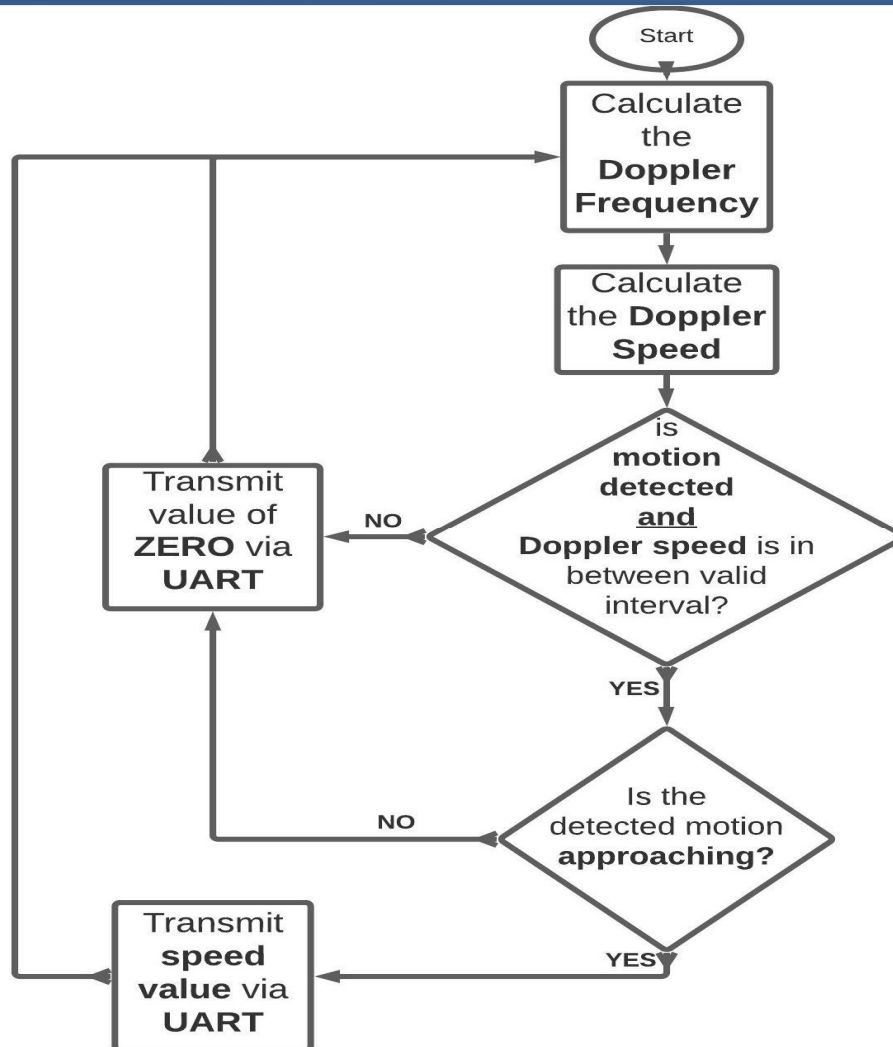 Start
Calculate
the
Doppler
Frequency
Calculate
the Doppler
Speed
is
motion
detected
and
Doppler speed is in
between valid
interval?
NO
Transmit
value of
ZERO via
UART
YES
Is the
detected motion
approaching?
NO
YES
Transmit
speed
value via
UART